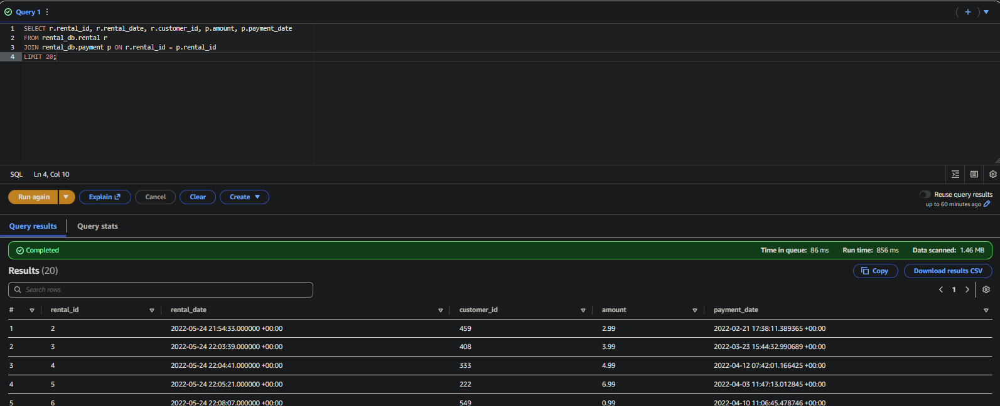 Query 1
1 SELECT r.rental_id, r.rental_date, r.customer_id, p.amount, p.payment_date
2 FROM rental_db.rental r
3 JOIN rental_db.payment p ON r.rental_id = p.rental_id
4 LIMIT 20;
SQL Ln 4, Col 10
Run again Explain Cancel Clear Create
Reuse query results
up to 60 minutes ago
Query results Query stats
Completed Time in queue: 86 ms Run time: 856 ms Data scanned: 1.46 MB
Results (20) Copy Download results CSV
Search rows 1
# rental_id rental_date customer_id amount payment_date
1 2 2022-05-24 21:54:33.000000 +00:00 459 2.99 2022-02-21 17:38:11.389365 +00:00
2 3 2022-05-24 22:03:39.000000 +00:00 408 3.99 2022-03-23 15:44:32.990689 +00:00
3 4 2022-05-24 22:04:41.000000 +00:00 333 4.99 2022-04-12 07:42:01.166425 +00:00
4 5 2022-05-24 22:05:21.000000 +00:00 222 6.99 2022-04-03 11:47:13.012845 +00:00
5 6 2022-05-24 22:08:07.000000 +00:00 549 0.99 2022-04-10 11:06:45.478746 +00:00